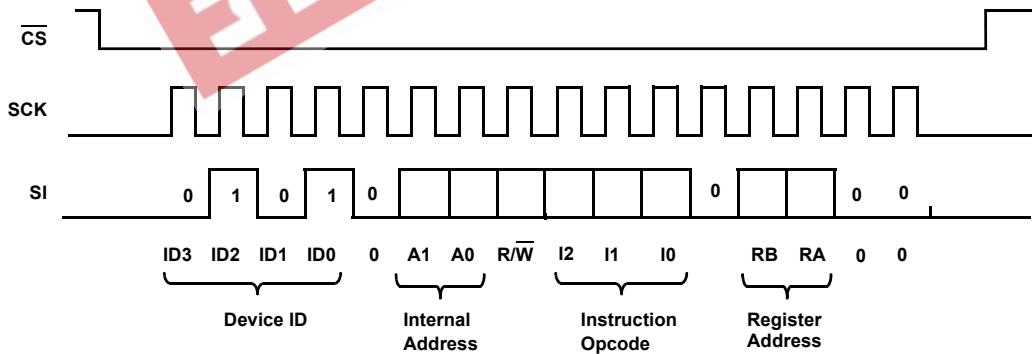 C̅S̅
SCK
SI
0 1 0 1 0 0 0 0
ID3 ID2 ID1 ID0 0 A1 A0 R/W̅ I2 I1 I0 RB RA 0 0
Device ID
Internal Address
Instruction Opcode
Register Address